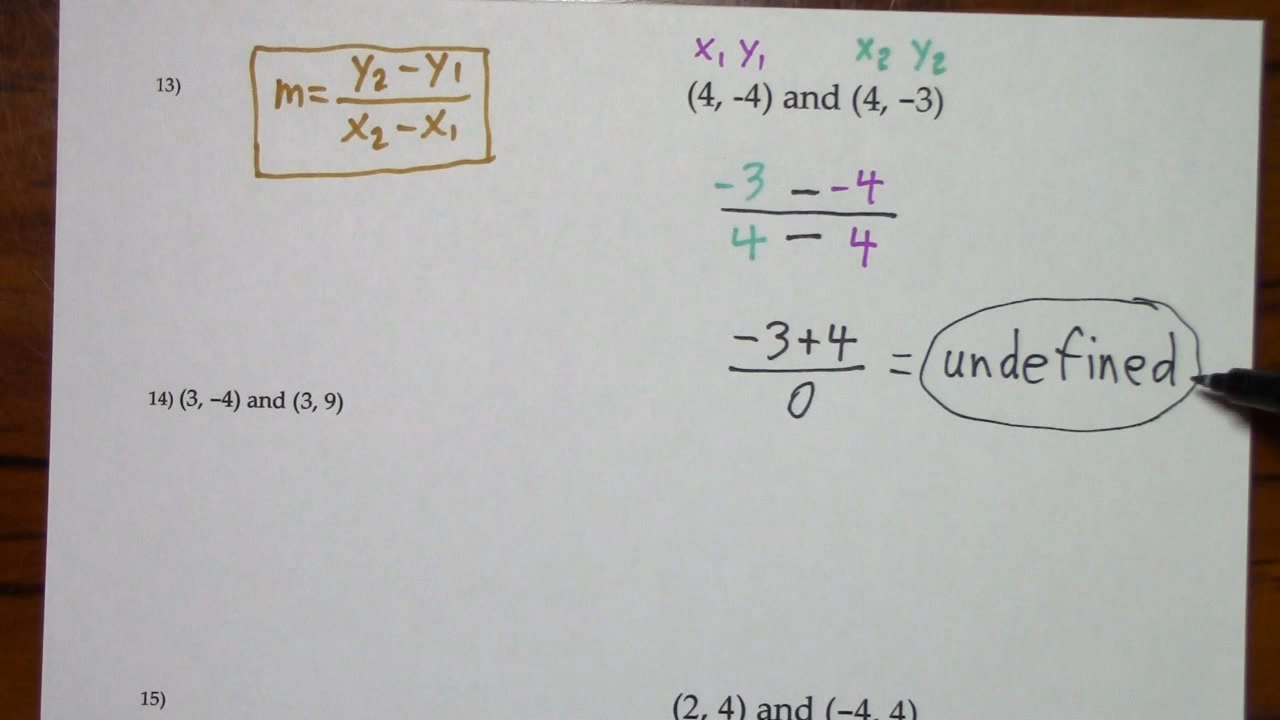 13)
m = y₂ - y₁
x₂ - x₁
x₁ y₁ x₂ y₂
(4, -4) and (4, –3)
-3 - -4
4 - 4
-3+4
0
= undefined
14) (3, –4) and (3, 9)
15)
(2, 4) and (–4, 4)